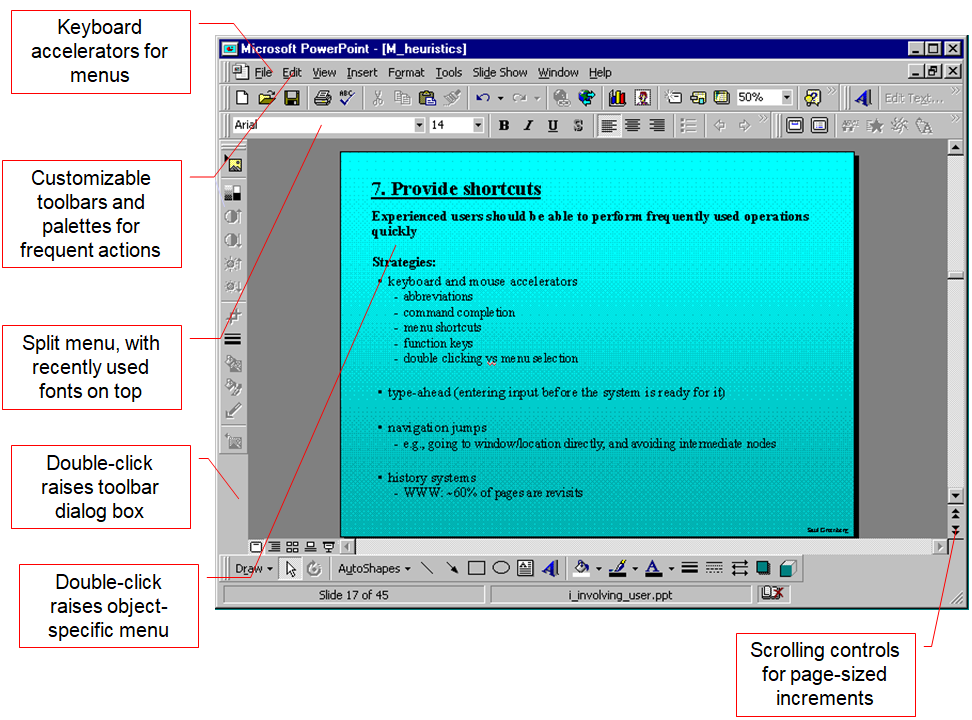 Keyboard
accelerators for
menus
Customizable
toolbars and
palettes for
frequent actions
Split menu, with
recently used
fonts on top
Double-click
raises toolbar
dialog box
Double-click
raises object-
specific menu
Microsoft PowerPoint - [M_heuristics]
File Edit View Insert Format Tools Slide Show Window Help
ABC 50% Edit Text...
Arial 14 B I U S
7. Provide shortcuts
Experienced users should be able to perform frequently used operations
quickly
Strategies:
• keyboard and mouse accelerators
- abbreviations
- command completion
- menu shortcuts
- function keys
- double clicking vs menu selection
• type-ahead (entering input before the system is ready for it)
• navigation jumps
- e.g., going to window/location directly, and avoiding intermediate nodes
• history systems
- WWW: ~60% of pages are revisits
Saul Greenberg
Draw AutoShapes
Slide 17 of 45 i_involving_user.ppt
Scrolling controls
for page-sized
increments